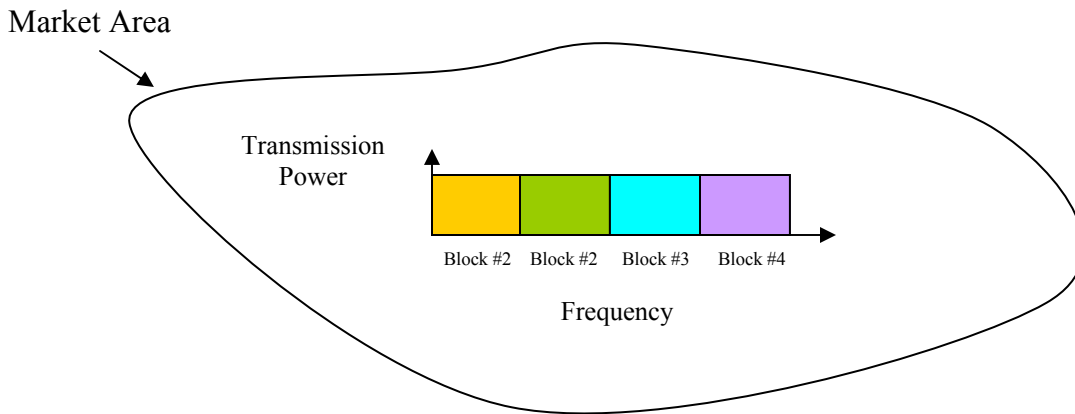 Market Area
Transmission
Power
Block #2 Block #2 Block #3 Block #4
Frequency